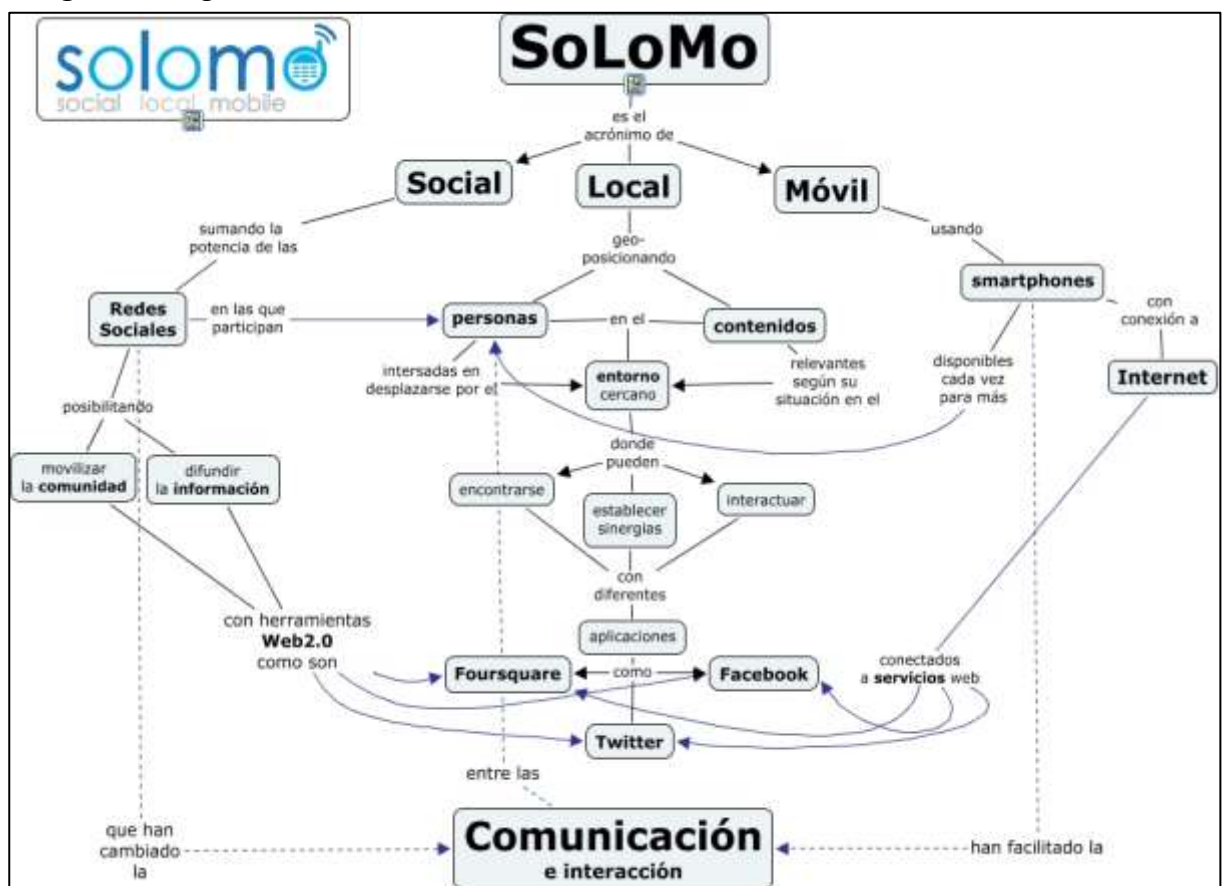 solomo
social local mobile
SoLoMo
es el
acrónimo de
Social
Local
Móvil
sumando la
potencia de las
geo-
posicionando
usando
Redes
Sociales
en las que
participan
personas
en el
contenidos
smartphones
con
conexión a
intersadas en
desplazarse por el
entorno
cercano
relevantes
según su
situación en el
disponibles
cada vez
para más
Internet
posibilitando
movilizar
la comunidad
difundir
la información
donde
pueden
encontrarse
establecer
sinergias
interactuar
con
diferentes
aplicaciones
con herramientas
Web2.0
como son
Foursquare
como
Facebook
conectados
a servicios web
Twitter
entre las
que han
cambiado
la
Comunicación
e interacción
han facilitado la